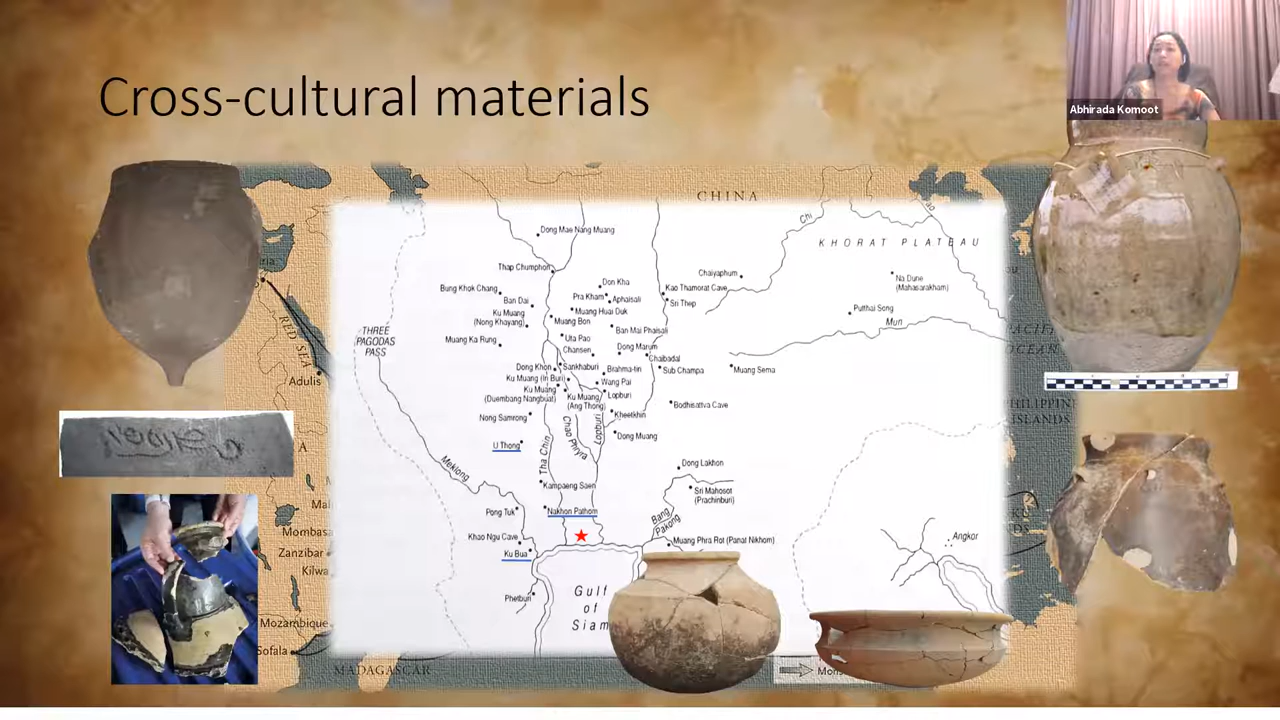 Cross-cultural materials
Abhirada Komoot
CHINA
Chi
KHORAT PLATEAU
Dong Mae Nang Muang
Thap Chumphon
Chaiyaphum
Don Kha
Bung Khok Chang
Kao Thamorat Cave
Na Dune
(Mahasarakham)
Pra Kham
Aphaisali
Ban Dai
Sri Thep
Ku Muang
(Nong Khayang)
Muang Huai Duk
Putthai Song
Muang Bon
Mun
THREE
PAGODAS
PASS
RED SEA
Ban Mai Phaisali
Muang Ka Rung
Uta Pao
Chansen
Dong Marum
Chaibadal
Dong Khon
Sankhaburi
Brahma-tin
Sub Champa
Muang Sema
Adulis
Ku Muang (In Buri)
Wang Pai
Ku Muang
(Duembang Nangbuat)
Ku Muang
(Ang Thong)
Lopburi
Bodhisattva Cave
Nong Samrong
Kheetkhin
PHILIPPINE
ISLANDS
Chao Phrya
Lopburi
Dong Muang
U Thong
Tha Chin
Meklong
Dong Lakhon
Kampaeng Saen
Sri Mahosot
(Prachinburi)
Pong Tuk
Nakhon Pathom
Bang
Pakong
Mombasa
Khao Ngu Cave
Muang Phra Rot (Panat Nikhom)
Angkor
Zanzibar
Ku Bua
Kilwa
Gulf
of
Siam
Phetburi
Mozambique
Sofala
MADAGASCAR